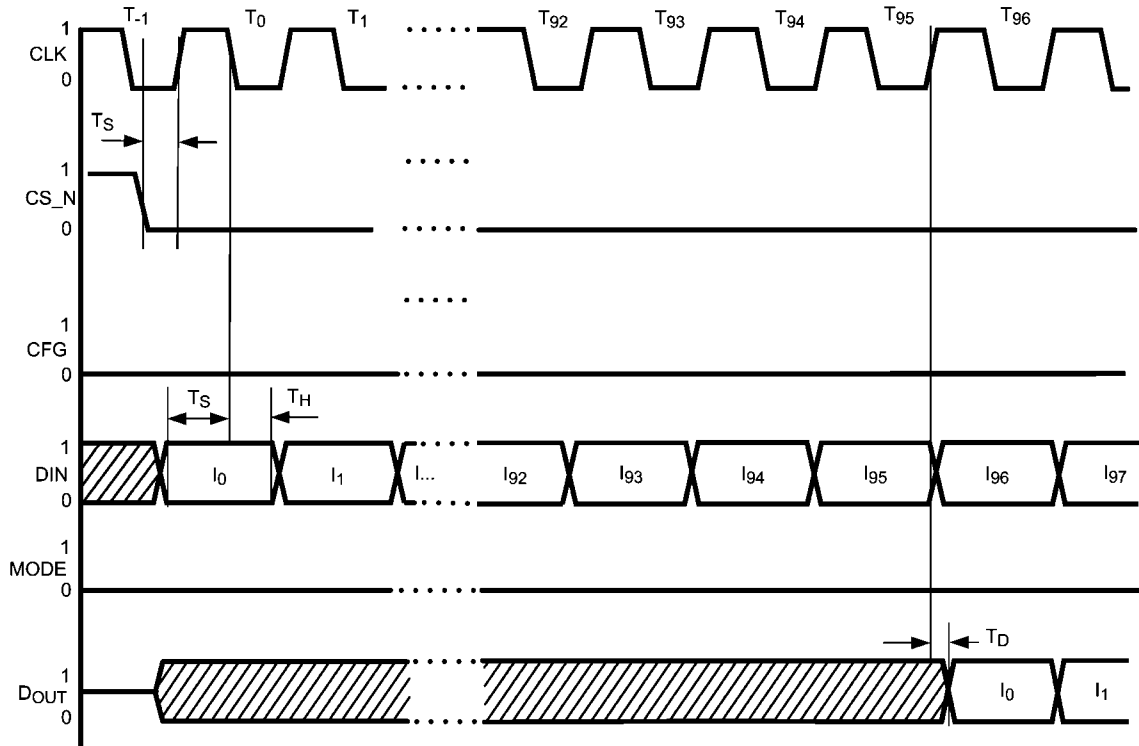 T-1 T0 T1 T92 T93 T94 T95 T96
1
CLK
0
TS
1
CS_N
0
1
CFG
0
TS TH
1
DIN
0
I0 I1 I... I92 I93 I94 I95 I96 I97
1
MODE
0
TD
1
DOUT
0
I0 I1